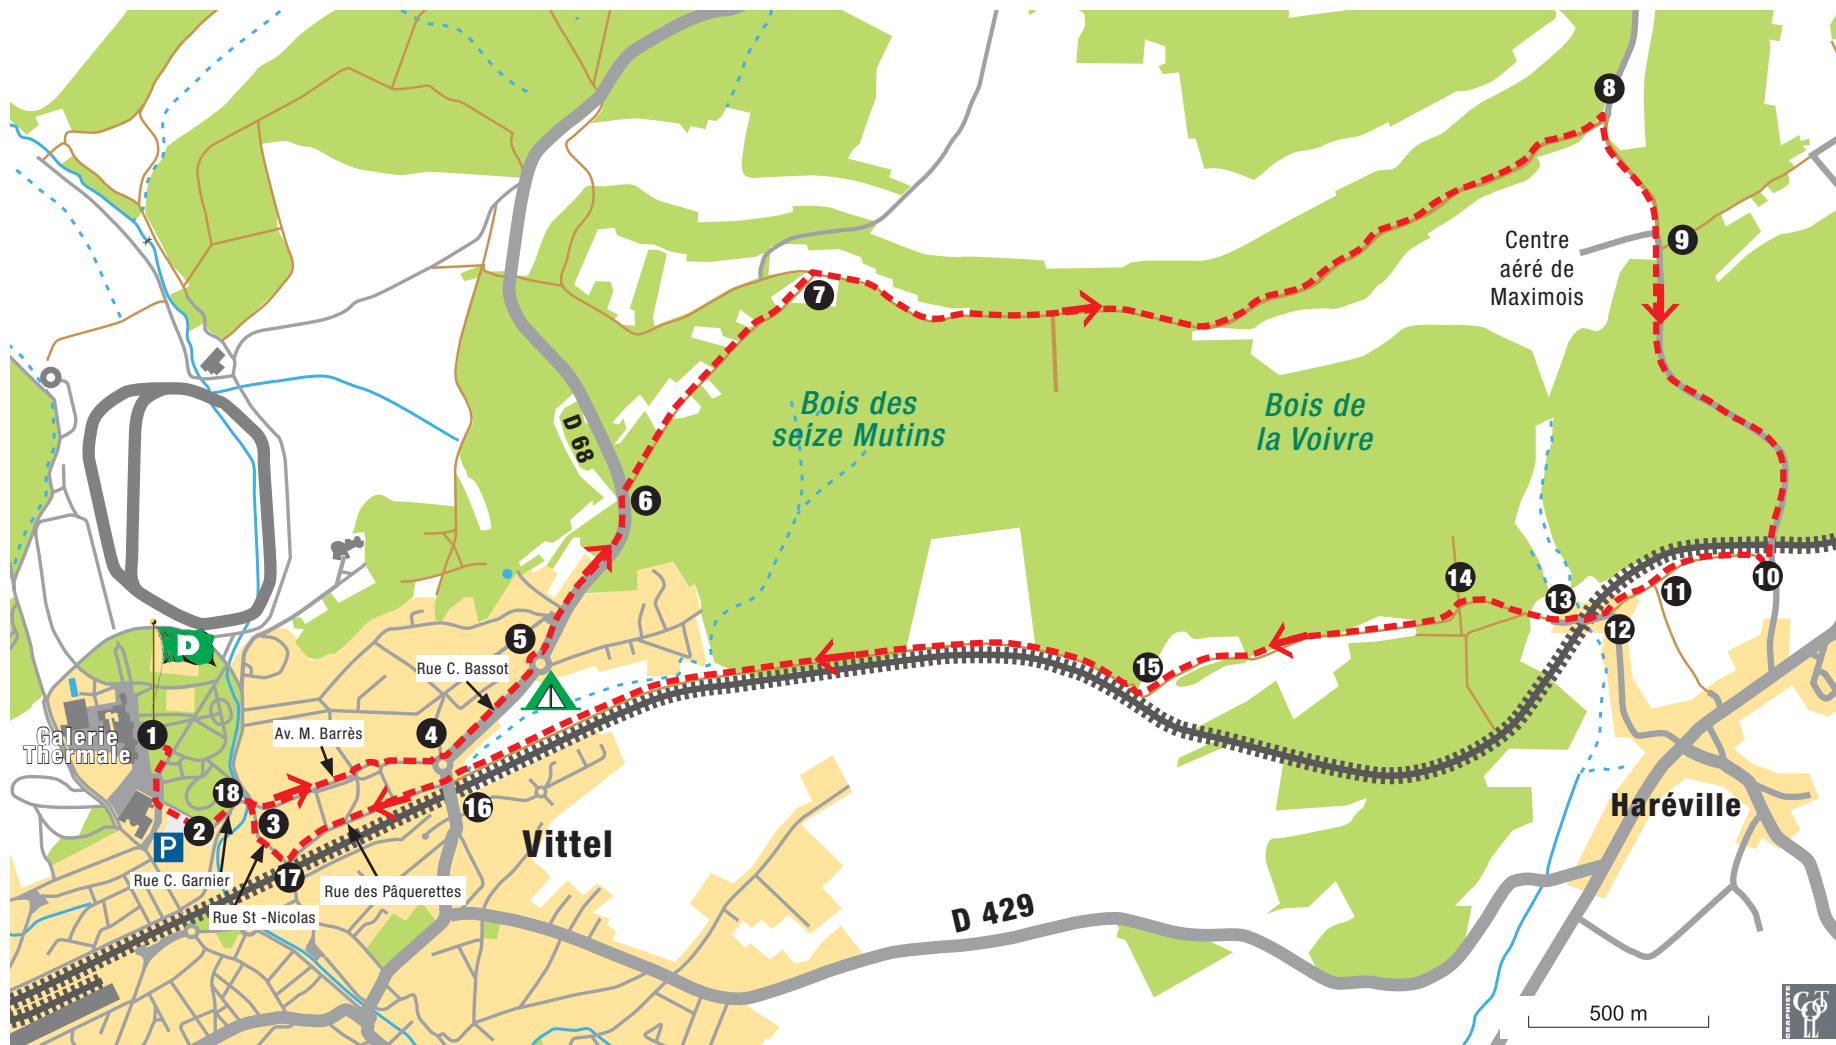 8
Centre
aéré de
Maximois
9
7
Bois des
seize Mutins
Bois de
la Voivre
D 68
6
14
10
11
13
12
5
D
Rue C. Bassot
15
Galerie
Thermale
1
Av. M. Barrès
4
18
16
3
2
P
Vittel
Haréville
17
Rue C. Garnier
Rue des Pâquerettes
Rue St -Nicolas
D 429
500 m
GRAPHISTE